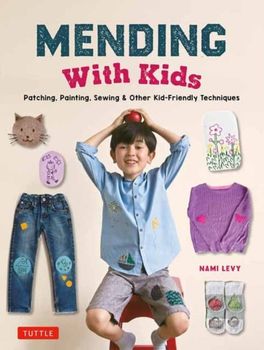 MENDING
With Kids
Patching, Painting, Sewing & Other Kid-Friendly Techniques
NAMI LEVY
TUTTLE